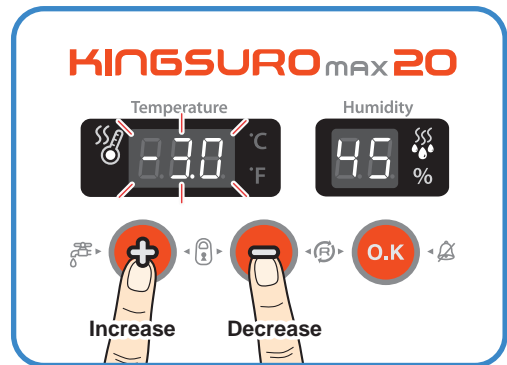 KINGSURO max 20
Temperature Humidity
-3.0 °C °F 45 %
+ - R O.K
Increase Decrease